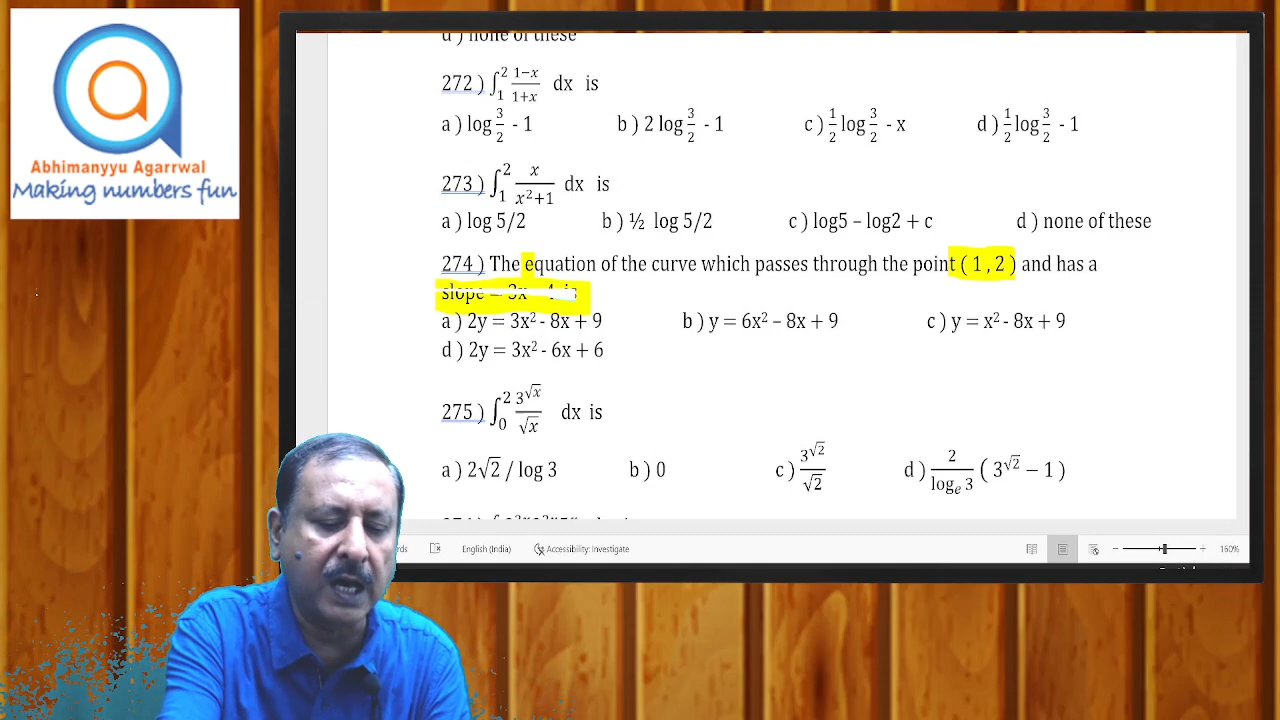 Abhimanyyu Agarrwal
Making numbers fun
d ) none of these
272 ) ∫₁² (1−x)/(1+x) dx is
a ) log 3/2 - 1 b ) 2 log 3/2 - 1 c ) 1/2 log 3/2 - x d ) 1/2 log 3/2 - 1
273 ) ∫₁² x/(x²+1) dx is
a ) log 5/2 b ) ½ log 5/2 c ) log5 – log2 + c d ) none of these
274 ) The equation of the curve which passes through the point ( 1 , 2 ) and has a
slope = 3x - 4 is
a ) 2y = 3x² - 8x + 9 b ) y = 6x² – 8x + 9 c ) y = x² - 8x + 9
d ) 2y = 3x² - 6x + 6
275 ) ∫₀² 3^√x/√x dx is
a ) 2√2 / log 3 b ) 0 c ) 3^√2/√2 d ) 2/logₑ 3 ( 3^√2 − 1 )
English (India) Accessibility: Investigate 160%